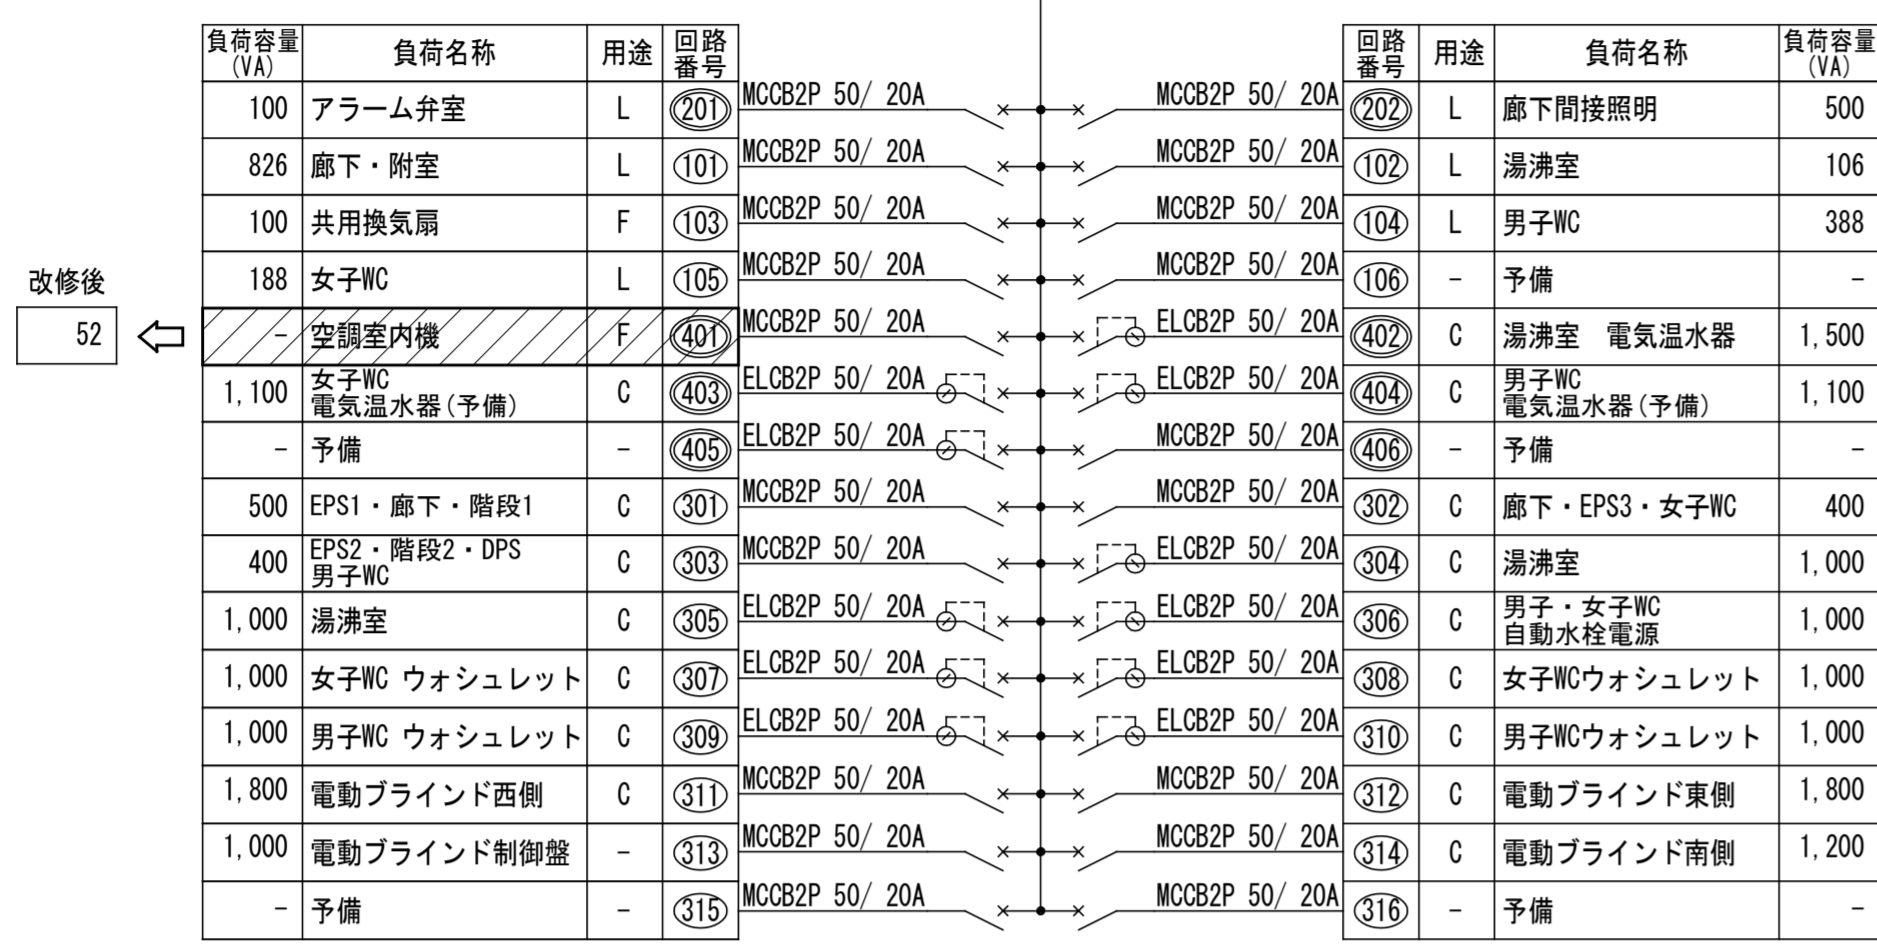 負荷容量(VA) 負荷名称 用途 回路番号 回路番号 用途 負荷名称 負荷容量(VA)
100 アラーム弁室 L 201 MCCB2P 50/ 20A MCCB2P 50/ 20A 202 L 廊下間接照明 500
826 廊下・附室 L 101 MCCB2P 50/ 20A MCCB2P 50/ 20A 102 L 湯沸室 106
100 共用換気扇 F 103 MCCB2P 50/ 20A MCCB2P 50/ 20A 104 L 男子WC 388
改修後
188 女子WC L 105 MCCB2P 50/ 20A MCCB2P 50/ 20A 106 - 予備 -
52 - 空調室内機 F 401 MCCB2P 50/ 20A ELCB2P 50/ 20A 402 C 湯沸室 電気温水器 1,500
1,100 女子WC 電気温水器(予備) C 403 ELCB2P 50/ 20A ELCB2P 50/ 20A 404 C 男子WC 電気温水器(予備) 1,100
- 予備 - 405 ELCB2P 50/ 20A MCCB2P 50/ 20A 406 - 予備 -
500 EPS1・廊下・階段1 C 301 MCCB2P 50/ 20A MCCB2P 50/ 20A 302 C 廊下・EPS3・女子WC 400
400 EPS2・階段2・DPS 男子WC C 303 MCCB2P 50/ 20A ELCB2P 50/ 20A 304 C 湯沸室 1,000
1,000 湯沸室 C 305 ELCB2P 50/ 20A ELCB2P 50/ 20A 306 C 男子・女子WC 自動水栓電源 1,000
1,000 女子WC ウォシュレット C 307 ELCB2P 50/ 20A ELCB2P 50/ 20A 308 C 女子WCウォシュレット 1,000
1,000 男子WC ウォシュレット C 309 ELCB2P 50/ 20A ELCB2P 50/ 20A 310 C 男子WCウォシュレット 1,000
1,800 電動ブラインド西側 C 311 MCCB2P 50/ 20A MCCB2P 50/ 20A 312 C 電動ブラインド東側 1,800
1,000 電動ブラインド制御盤 - 313 MCCB2P 50/ 20A MCCB2P 50/ 20A 314 C 電動ブラインド南側 1,200
- 予備 - 315 MCCB2P 50/ 20A MCCB2P 50/ 20A 316 - 予備 -